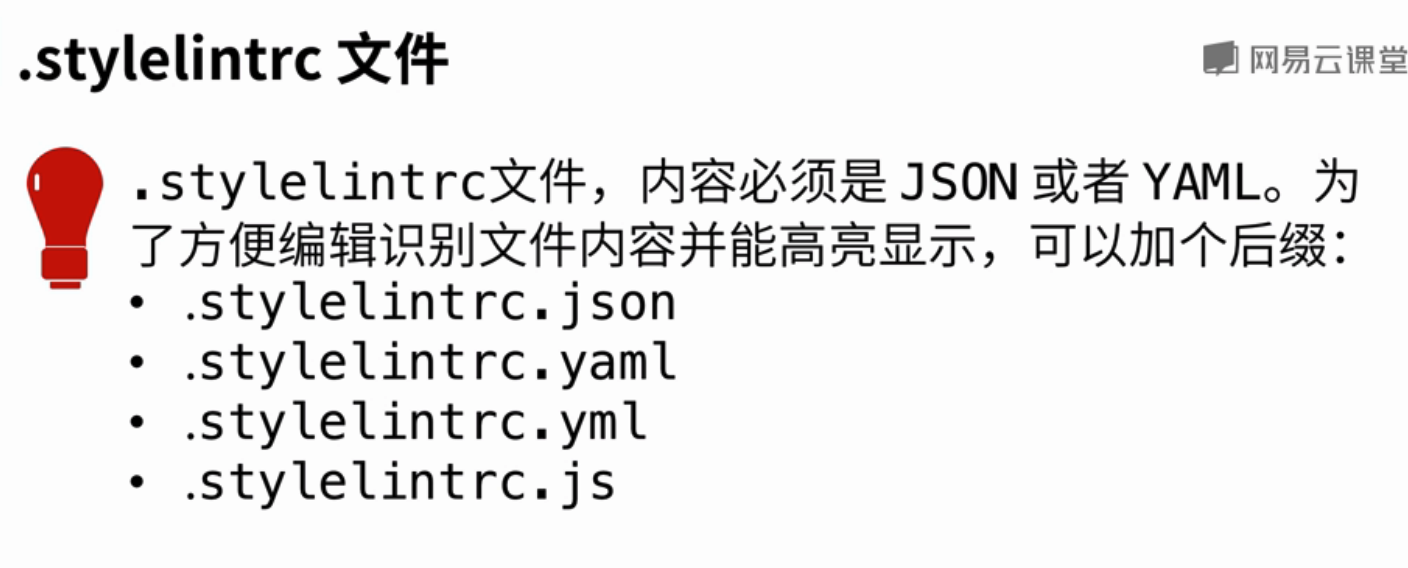 .stylelintrc 文件
网易云课堂
.stylelintrc文件，内容必须是 JSON 或者 YAML。为
了方便编辑识别文件内容并能高亮显示，可以加个后缀：
• .stylelintrc.json
• .stylelintrc.yaml
• .stylelintrc.yml
• .stylelintrc.js